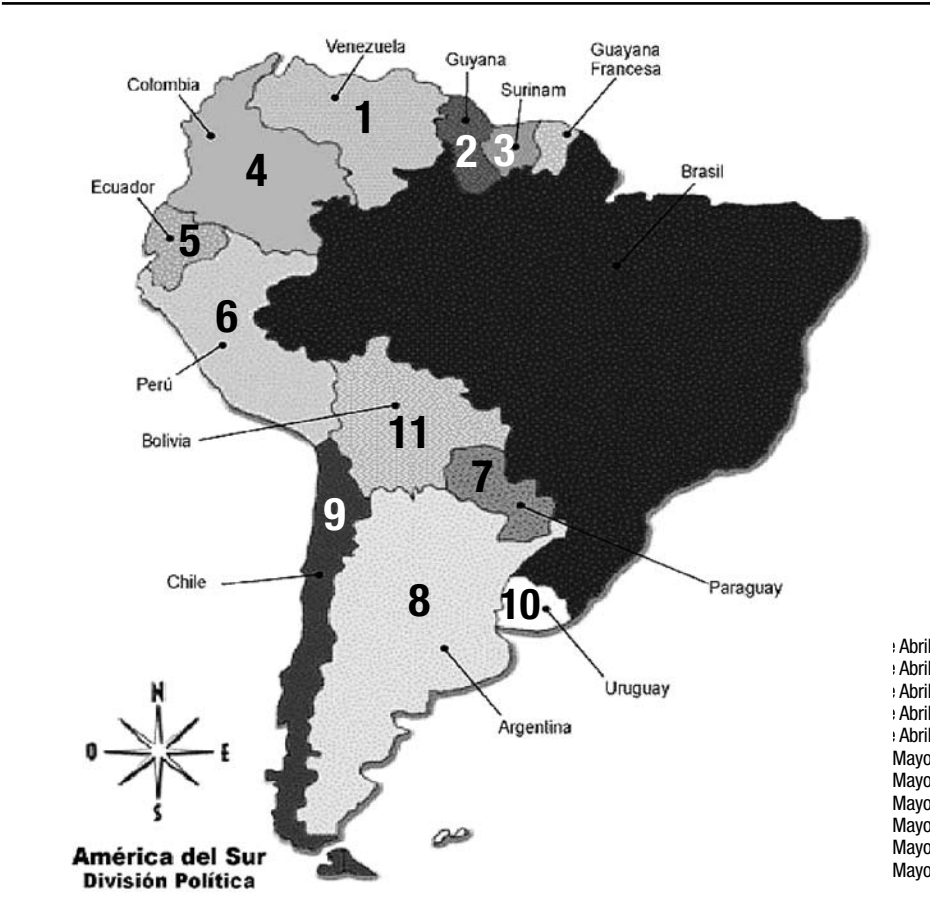 Venezuela
Guyana
Guayana
Francesa
Surinam
Colombia
1
2
3
4
Brasil
Ecuador
5
6
Perú
Bolivia
11
7
9
Chile
8
10
Paraguay
Uruguay
Argentina
N
O
E
S
América del Sur
División Política
Abril
Abril
Abril
Abril
Abril
Mayo
Mayo
Mayo
Mayo
Mayo
Mayo